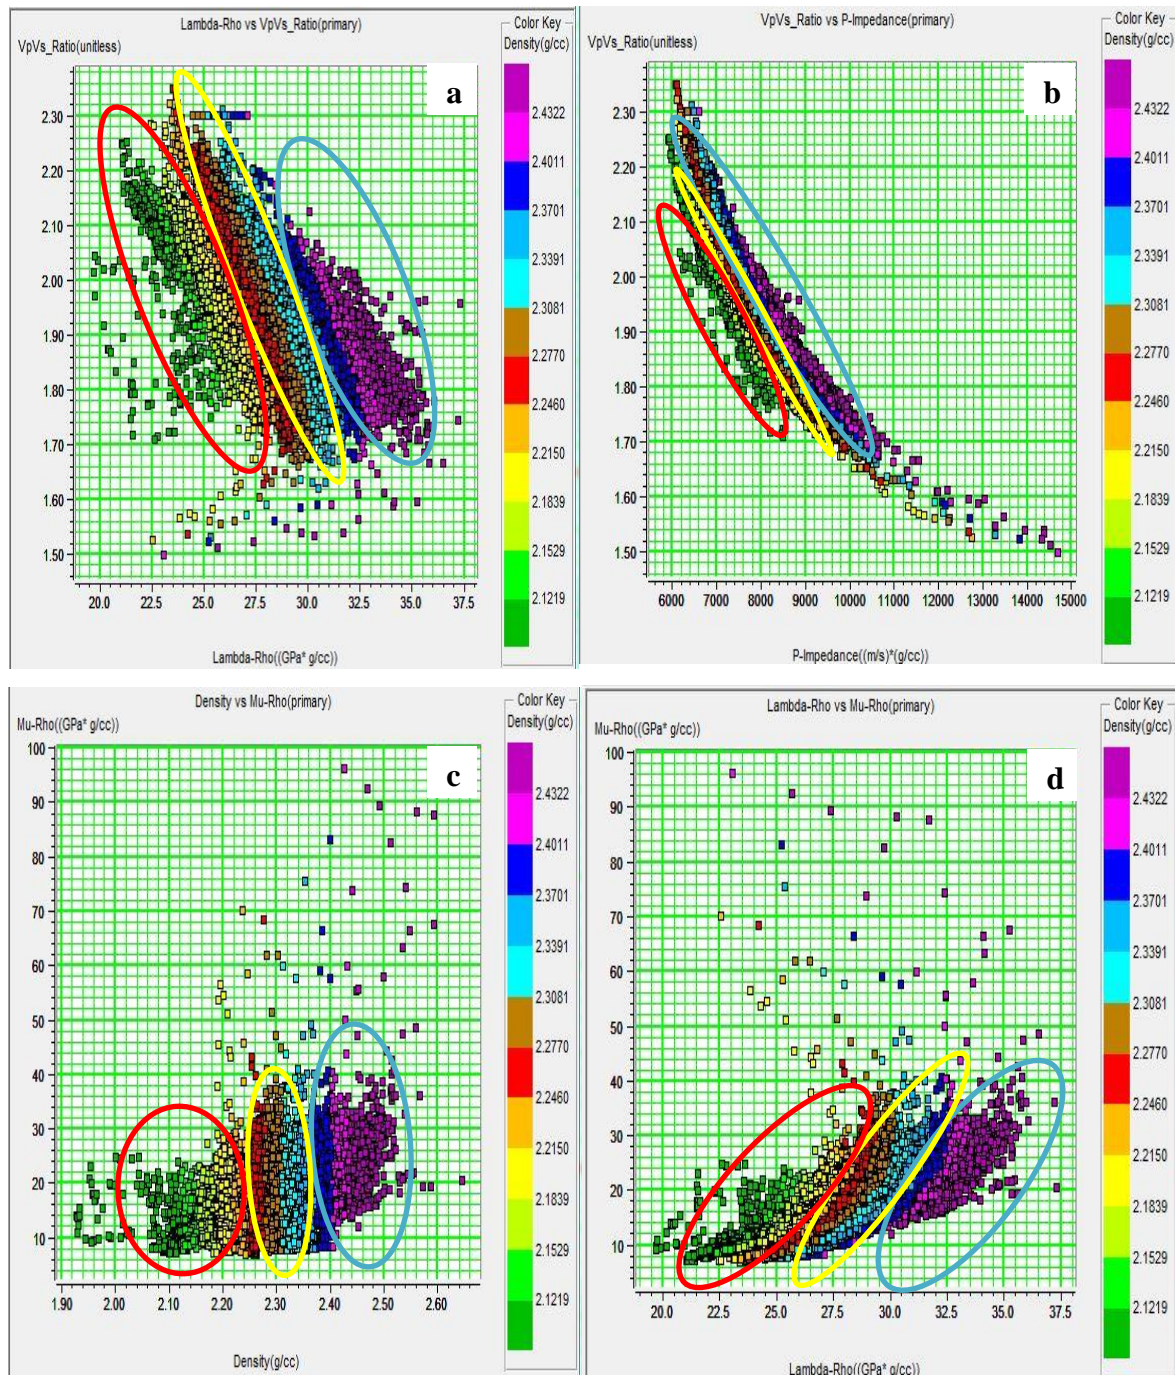 Lambda-Rho vs VpVs_Ratio(primary)
VpVs_Ratio(unitless)
a
2.30
2.20
2.10
2.00
1.90
1.80
1.70
1.60
1.50
20.0 22.5 25.0 27.5 30.0 32.5 35.0 37.5
Lambda-Rho((GPa* g/cc))
Color Key
Density(g/cc)
2.4322
2.4011
2.3701
2.3391
2.3081
2.2770
2.2460
2.2150
2.1839
2.1529
2.1219
VpVs_Ratio vs P-Impedance(primary)
VpVs_Ratio(unitless)
b
2.30
2.20
2.10
2.00
1.90
1.80
1.70
1.60
1.50
6000 7000 8000 9000 10000 11000 12000 13000 14000 15000
P-Impedance((m/s)*(g/cc))
Color Key
Density(g/cc)
2.4322
2.4011
2.3701
2.3391
2.3081
2.2770
2.2460
2.2150
2.1839
2.1529
2.1219
Density vs Mu-Rho(primary)
Mu-Rho((GPa* g/cc))
c
100
90
80
70
60
50
40
30
20
10
1.90 2.00 2.10 2.20 2.30 2.40 2.50 2.60
Density(g/cc)
Color Key
Density(g/cc)
2.4322
2.4011
2.3701
2.3391
2.3081
2.2770
2.2460
2.2150
2.1839
2.1529
2.1219
Lambda-Rho vs Mu-Rho(primary)
Mu-Rho((GPa* g/cc))
d
100
90
80
70
60
50
40
30
20
10
20.0 22.5 25.0 27.5 30.0 32.5 35.0 37.5
Lambda-Rho((GPa* g/cc))
Color Key
Density(g/cc)
2.4322
2.4011
2.3701
2.3391
2.3081
2.2770
2.2460
2.2150
2.1839
2.1529
2.1219